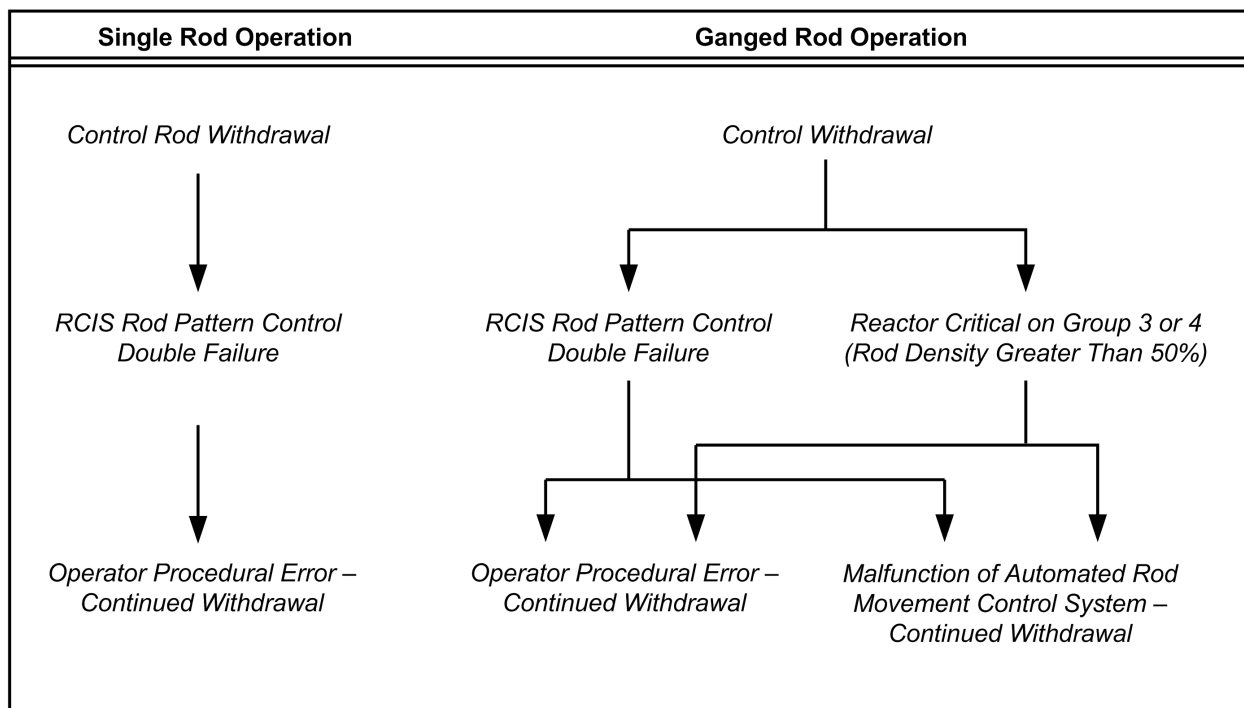 Single Rod Operation
Ganged Rod Operation
Control Rod Withdrawal
Control Withdrawal
RCIS Rod Pattern Control
Double Failure
RCIS Rod Pattern Control
Double Failure
Reactor Critical on Group 3 or 4
(Rod Density Greater Than 50%)
Operator Procedural Error –
Continued Withdrawal
Operator Procedural Error –
Continued Withdrawal
Malfunction of Automated Rod
Movement Control System –
Continued Withdrawal